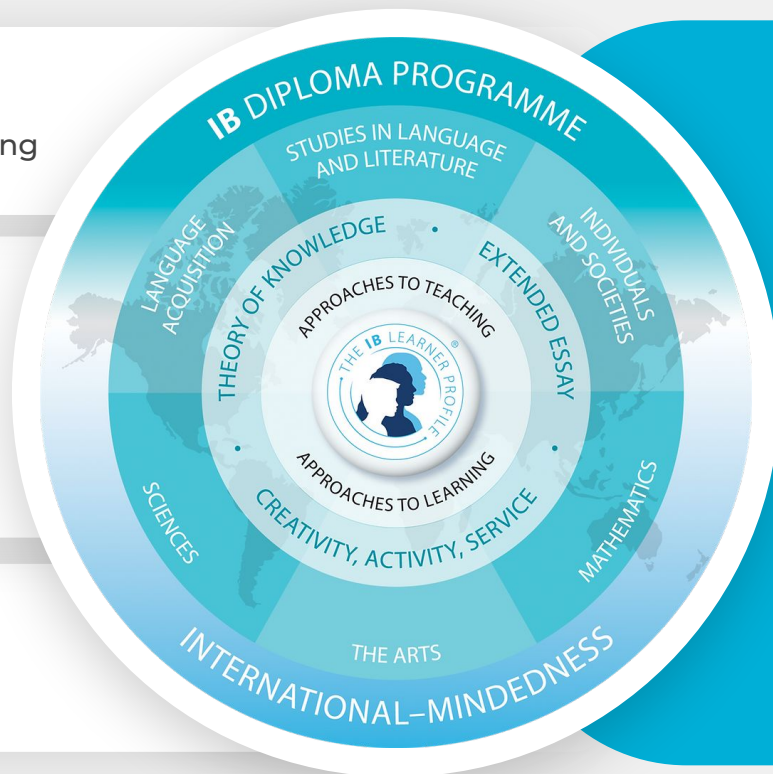 ng
IB DIPLOMA PROGRAMME
STUDIES IN LANGUAGE
AND LITERATURE
LANGUAGE
ACQUISITION
INDIVIDUALS
AND SOCIETIES
THEORY OF KNOWLEDGE
EXTENDED ESSAY
APPROACHES TO TEACHING
THE IB LEARNER PROFILE
®
APPROACHES TO LEARNING
CREATIVITY, ACTIVITY, SERVICE
SCIENCES
MATHEMATICS
THE ARTS
INTERNATIONAL–MINDEDNESS